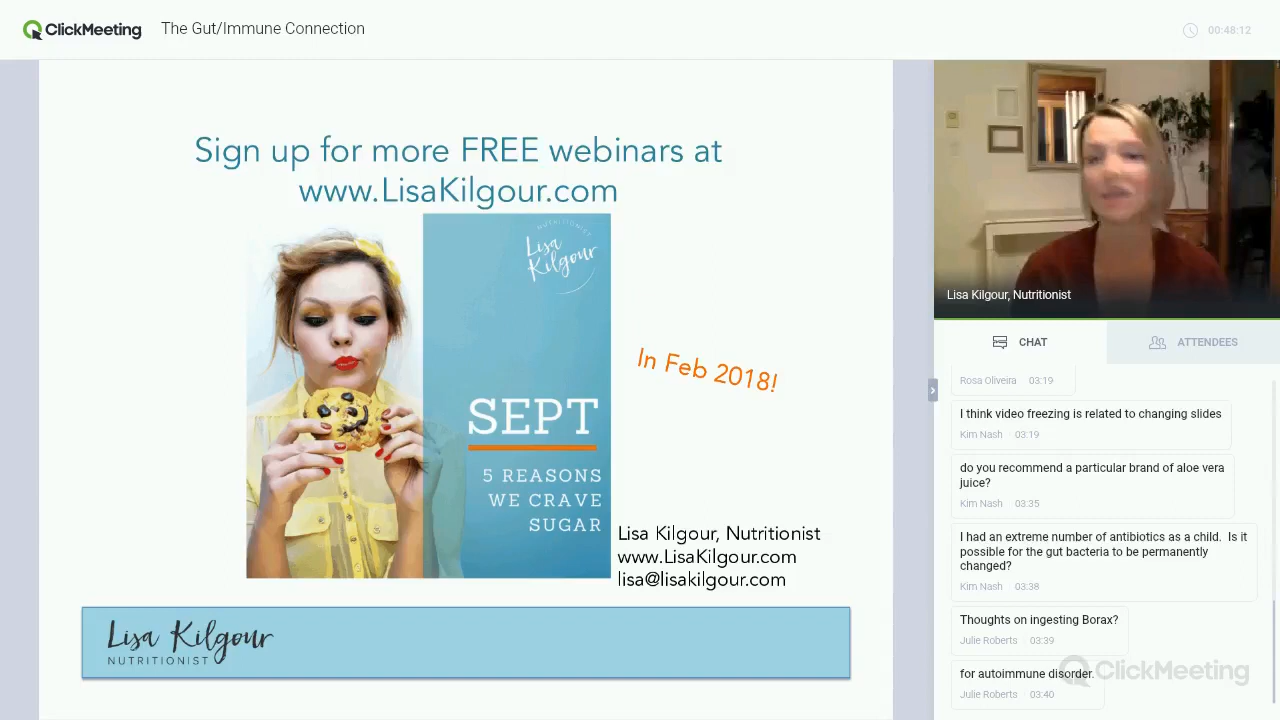 ClickMeeting
The Gut/Immune Connection
00:48:12
Sign up for more FREE webinars at
www.LisaKilgour.com
NUTRITIONIST
Lisa
Kilgour
In Feb 2018!
SEPT
5 REASONS
WE CRAVE
SUGAR
Lisa Kilgour, Nutritionist
www.LisaKilgour.com
lisa@lisakilgour.com
Lisa Kilgour
NUTRITIONIST
Lisa Kilgour, Nutritionist
CHAT
ATTENDEES
Rosa Oliveira 03:19
I think video freezing is related to changing slides
Kim Nash 03:19
do you recommend a particular brand of aloe vera
juice?
Kim Nash 03:35
I had an extreme number of antibiotics as a child. Is it
possible for the gut bacteria to be permanently
changed?
Kim Nash 03:38
Thoughts on ingesting Borax?
Julie Roberts 03:39
for autoimmune disorder.
Julie Roberts 03:40
ClickMeeting